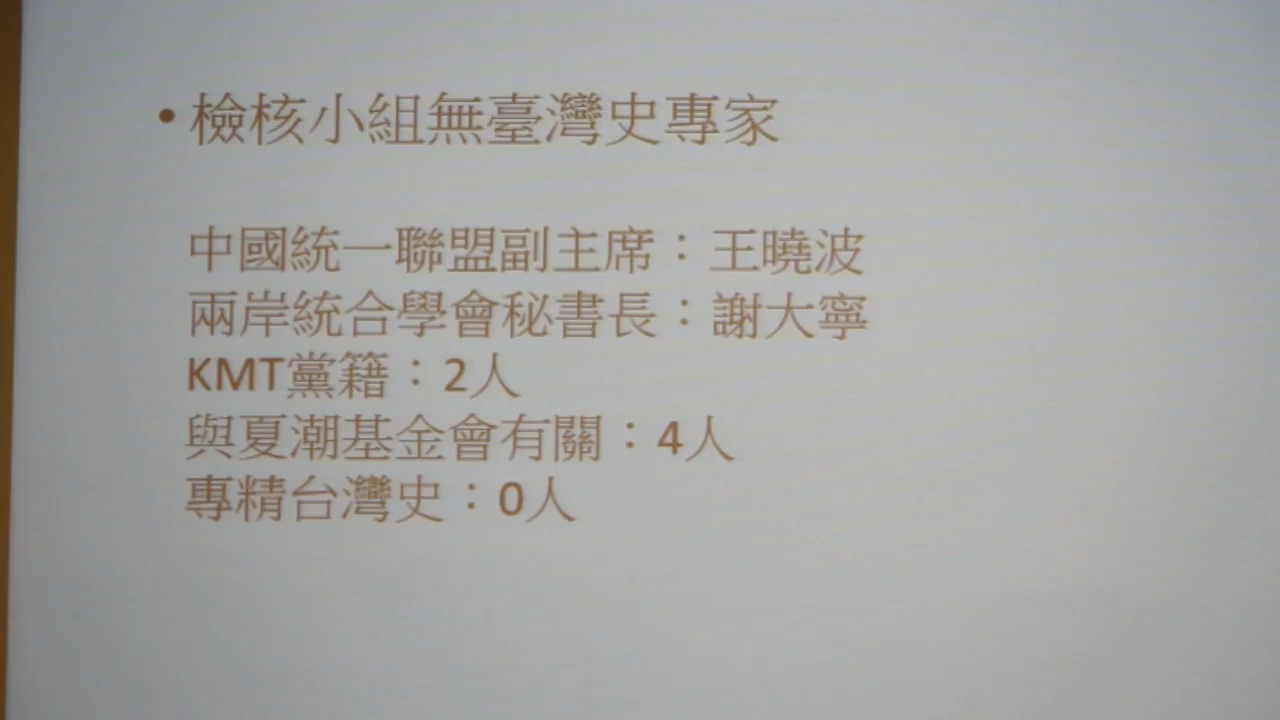 • 檢核小組無臺灣史專家
中國統一聯盟副主席：王曉波
兩岸統合學會秘書長：謝大寧
KMT黨籍：2人
與夏潮基金會有關：4人
專精台灣史：0人